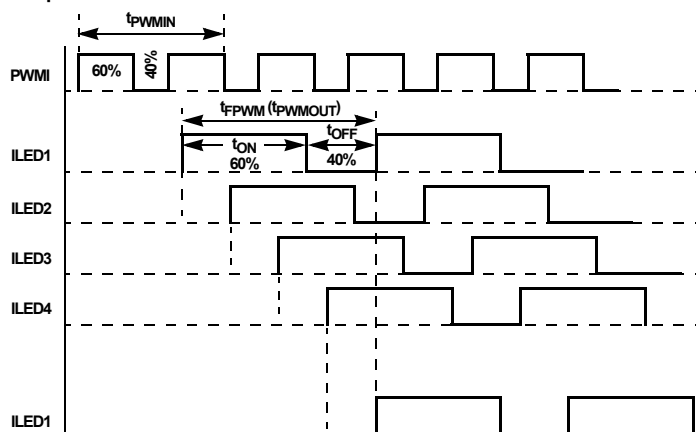 tPWMIN
PWMI
60%
40%
tFPWM (tPWMOUT)
tON
60%
tOFF
40%
ILED1
ILED2
ILED3
ILED4
ILED1